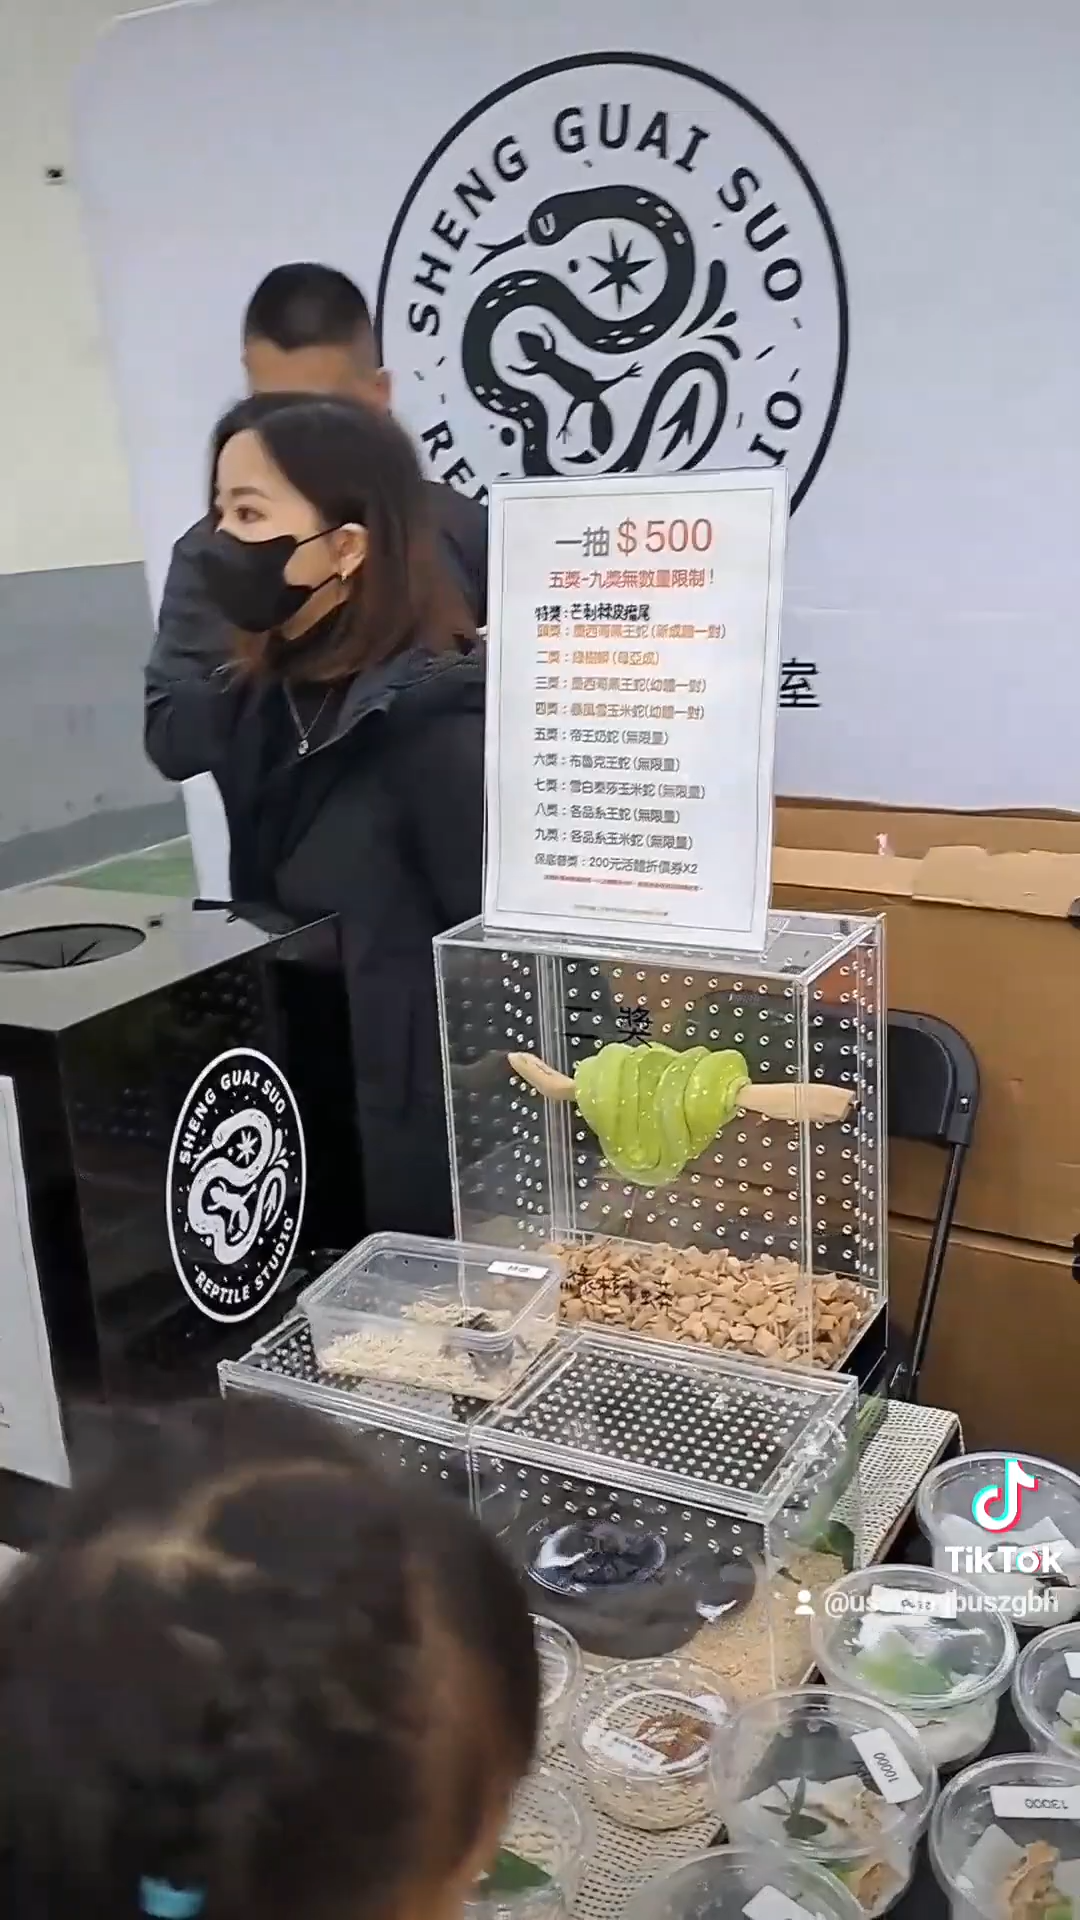 SHENG GUAI SUO
一抽$500
五獎-九獎無數量限制！
特獎：芒刺棘皮瘤尾
頭獎：墨西哥黑王蛇(新成體一對)
二獎：綠樹蟒(母亞成)
三獎：墨西哥黑王蛇(幼體一對)
四獎：暴風雪玉米蛇(幼體一對)
五獎：帝王奶蛇(無限量)
六獎：布魯克王蛇(無限量)
七獎：雪白泰莎玉米蛇(無限量)
八獎：各品系王蛇(無限量)
九獎：各品系玉米蛇(無限量)
保底普獎：200元活體折價券X2
室
二獎
SHENG GUAI SUO
·REPTILE STUDIO·
10000
13000
TikTok